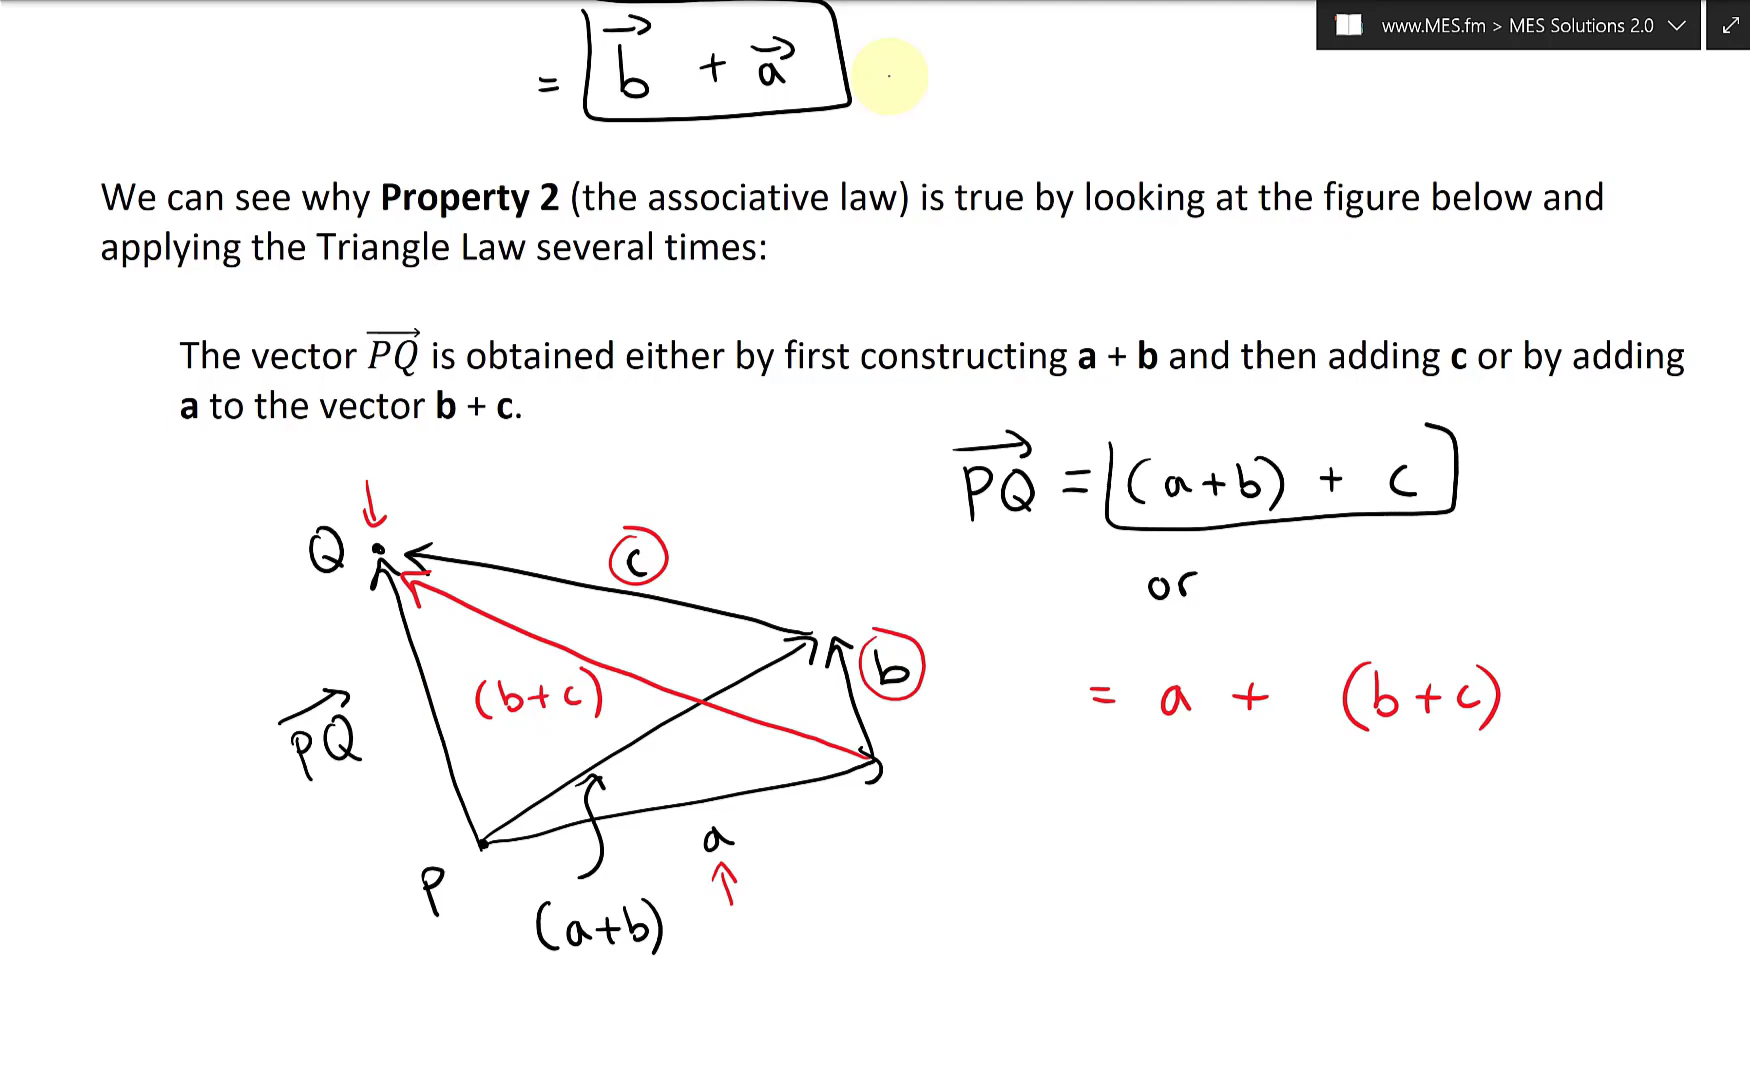 www.MES.fm > MES Solutions 2.0
= b⃗ + a⃗
We can see why Property 2 (the associative law) is true by looking at the figure below and
applying the Triangle Law several times:
The vector P͞Q⃗ is obtained either by first constructing a + b and then adding c or by adding
a to the vector b + c.
PQ⃗ = (a+b) + c
or
= a + (b+c)
Q
c
b
(b+c)
PQ⃗
a
P
(a+b)